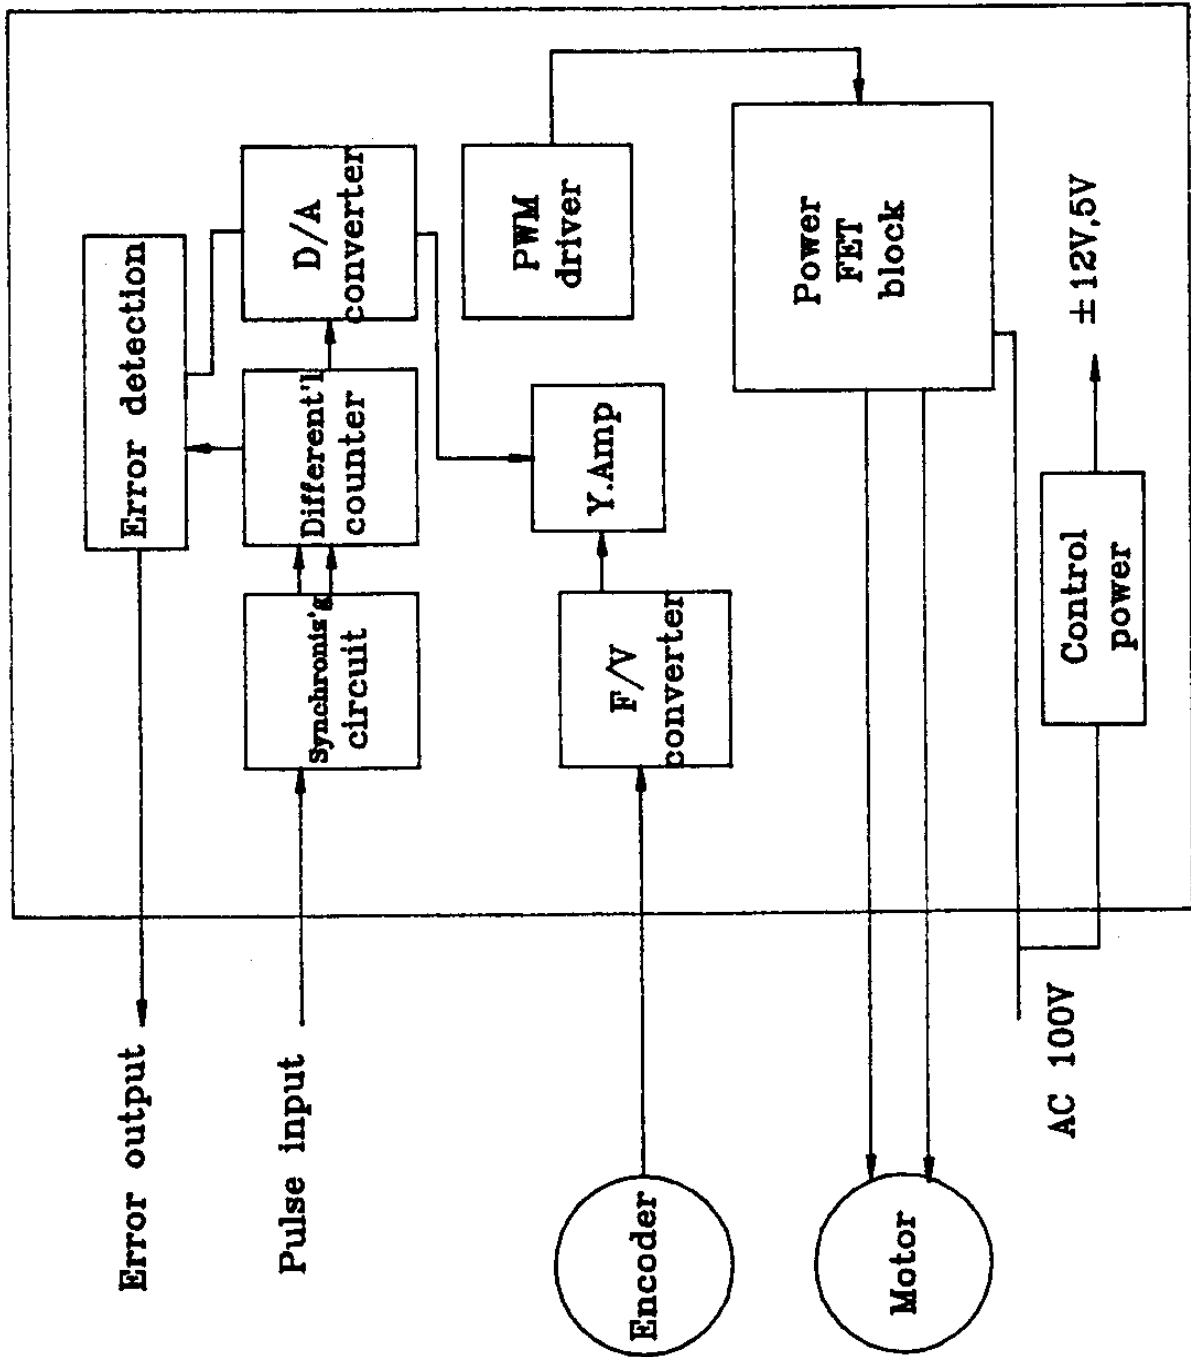 Error output
Error detection
Pulse input
Synchroniz'g
circuit
Different'l
counter
D/A
converter
Encoder
F/V
converter
Y.Amp
PWM
driver
Motor
Power
FET
block
AC 100V
Control
power
±12V,5V